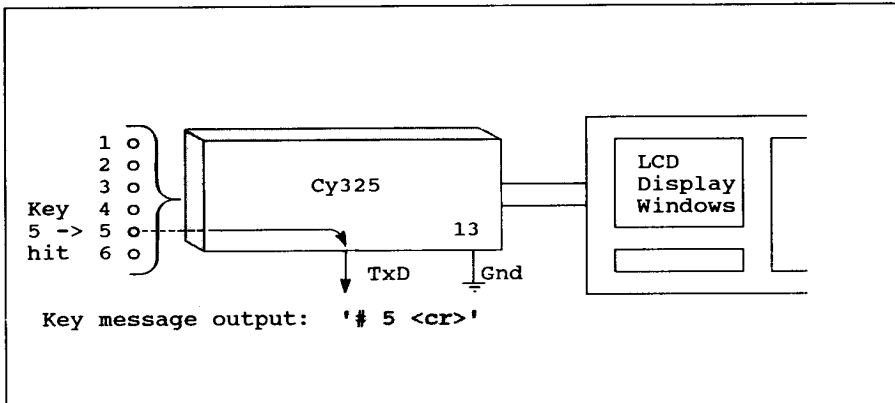 1
2
3
Key 4
5 -> 5
hit 6
Cy325
13
TxD
Gnd
LCD
Display
Windows
Key message output: '# 5 <cr>'